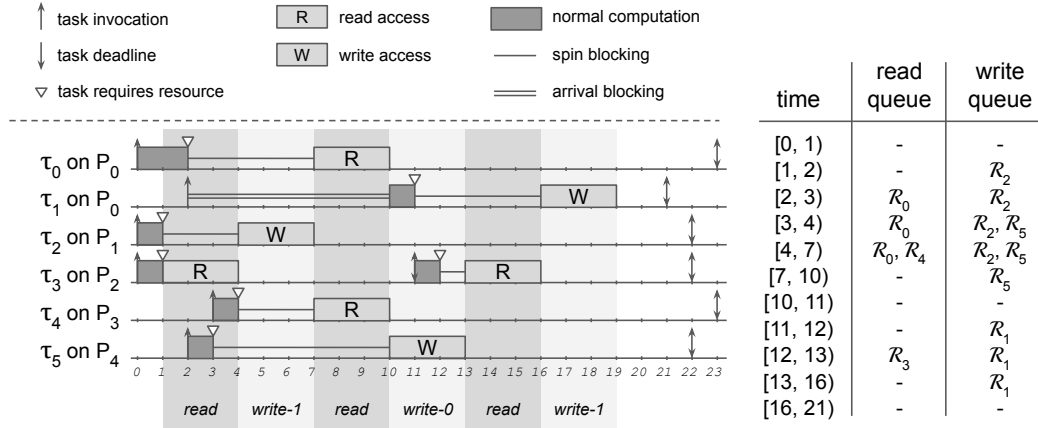 task invocation
R
read access
normal computation
task deadline
W
write access
spin blocking
task requires resource
arrival blocking
τ0 on P0
R
τ1 on P0
W
τ2 on P1
W
τ3 on P2
R
R
τ4 on P3
R
τ5 on P4
W
0 1 2 3 4 5 6 7 8 9 10 11 12 13 14 15 16 17 18 19 20 21 22 23
read write-1 read write-0 read write-1
time read queue write queue
[0, 1) - -
[1, 2) - R2
[2, 3) R0 R2
[3, 4) R0 R2, R5
[4, 7) R0, R4 R2, R5
[7, 10) - R5
[10, 11) - -
[11, 12) - R1
[12, 13) R3 R1
[13, 16) - R1
[16, 21) - -